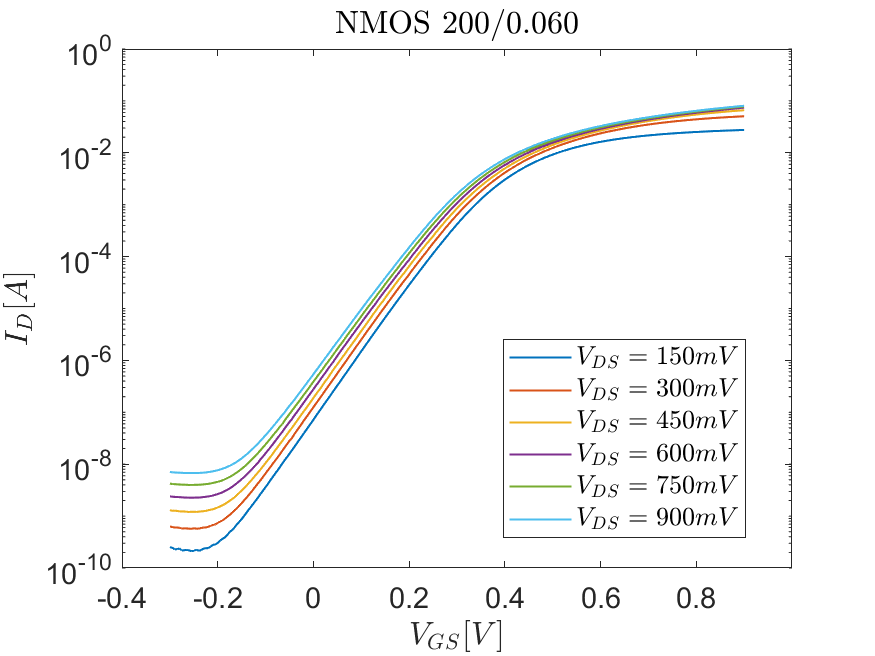 NMOS 200/0.060
10^0
10^-2
10^-4
10^-6
10^-8
10^-10
I_D[A]
-0.4 -0.2 0 0.2 0.4 0.6 0.8
V_GS[V]
V_DS = 150mV
V_DS = 300mV
V_DS = 450mV
V_DS = 600mV
V_DS = 750mV
V_DS = 900mV